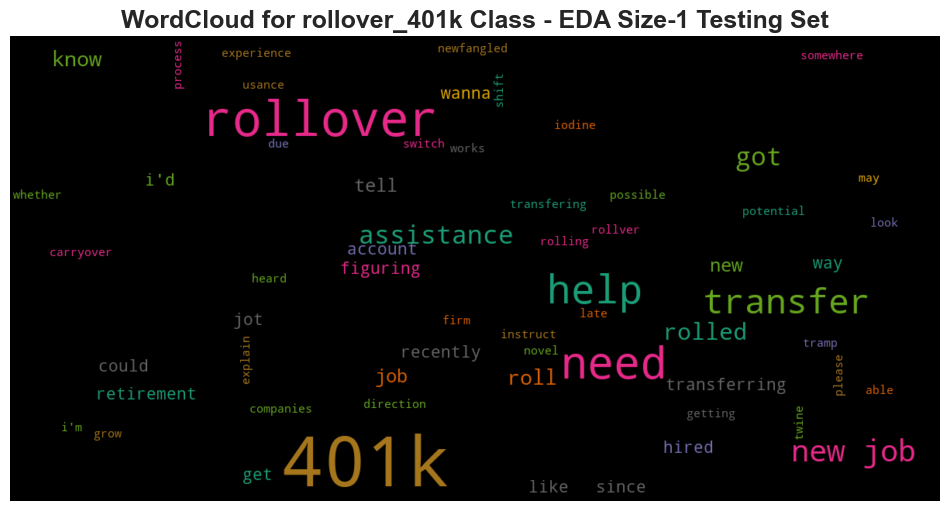 WordCloud for rollover_401k Class - EDA Size-1 Testing Set
know
process
experience
newfangled
somewhere
usance
wanna
shift
rollover
iodine
due
switch
works
got
i'd
tell
may
whether
transfering
possible
potential
look
assistance
rollver
rolling
account
carryover
figuring
heard
new
way
help
transfer
jot
firm
late
rolled
instruct
explain
recently
novel
need
tramp
could
job
roll
transferring
please
able
retirement
companies
direction
getting
twine
i'm
grow
401k
hired
new job
get
like
since